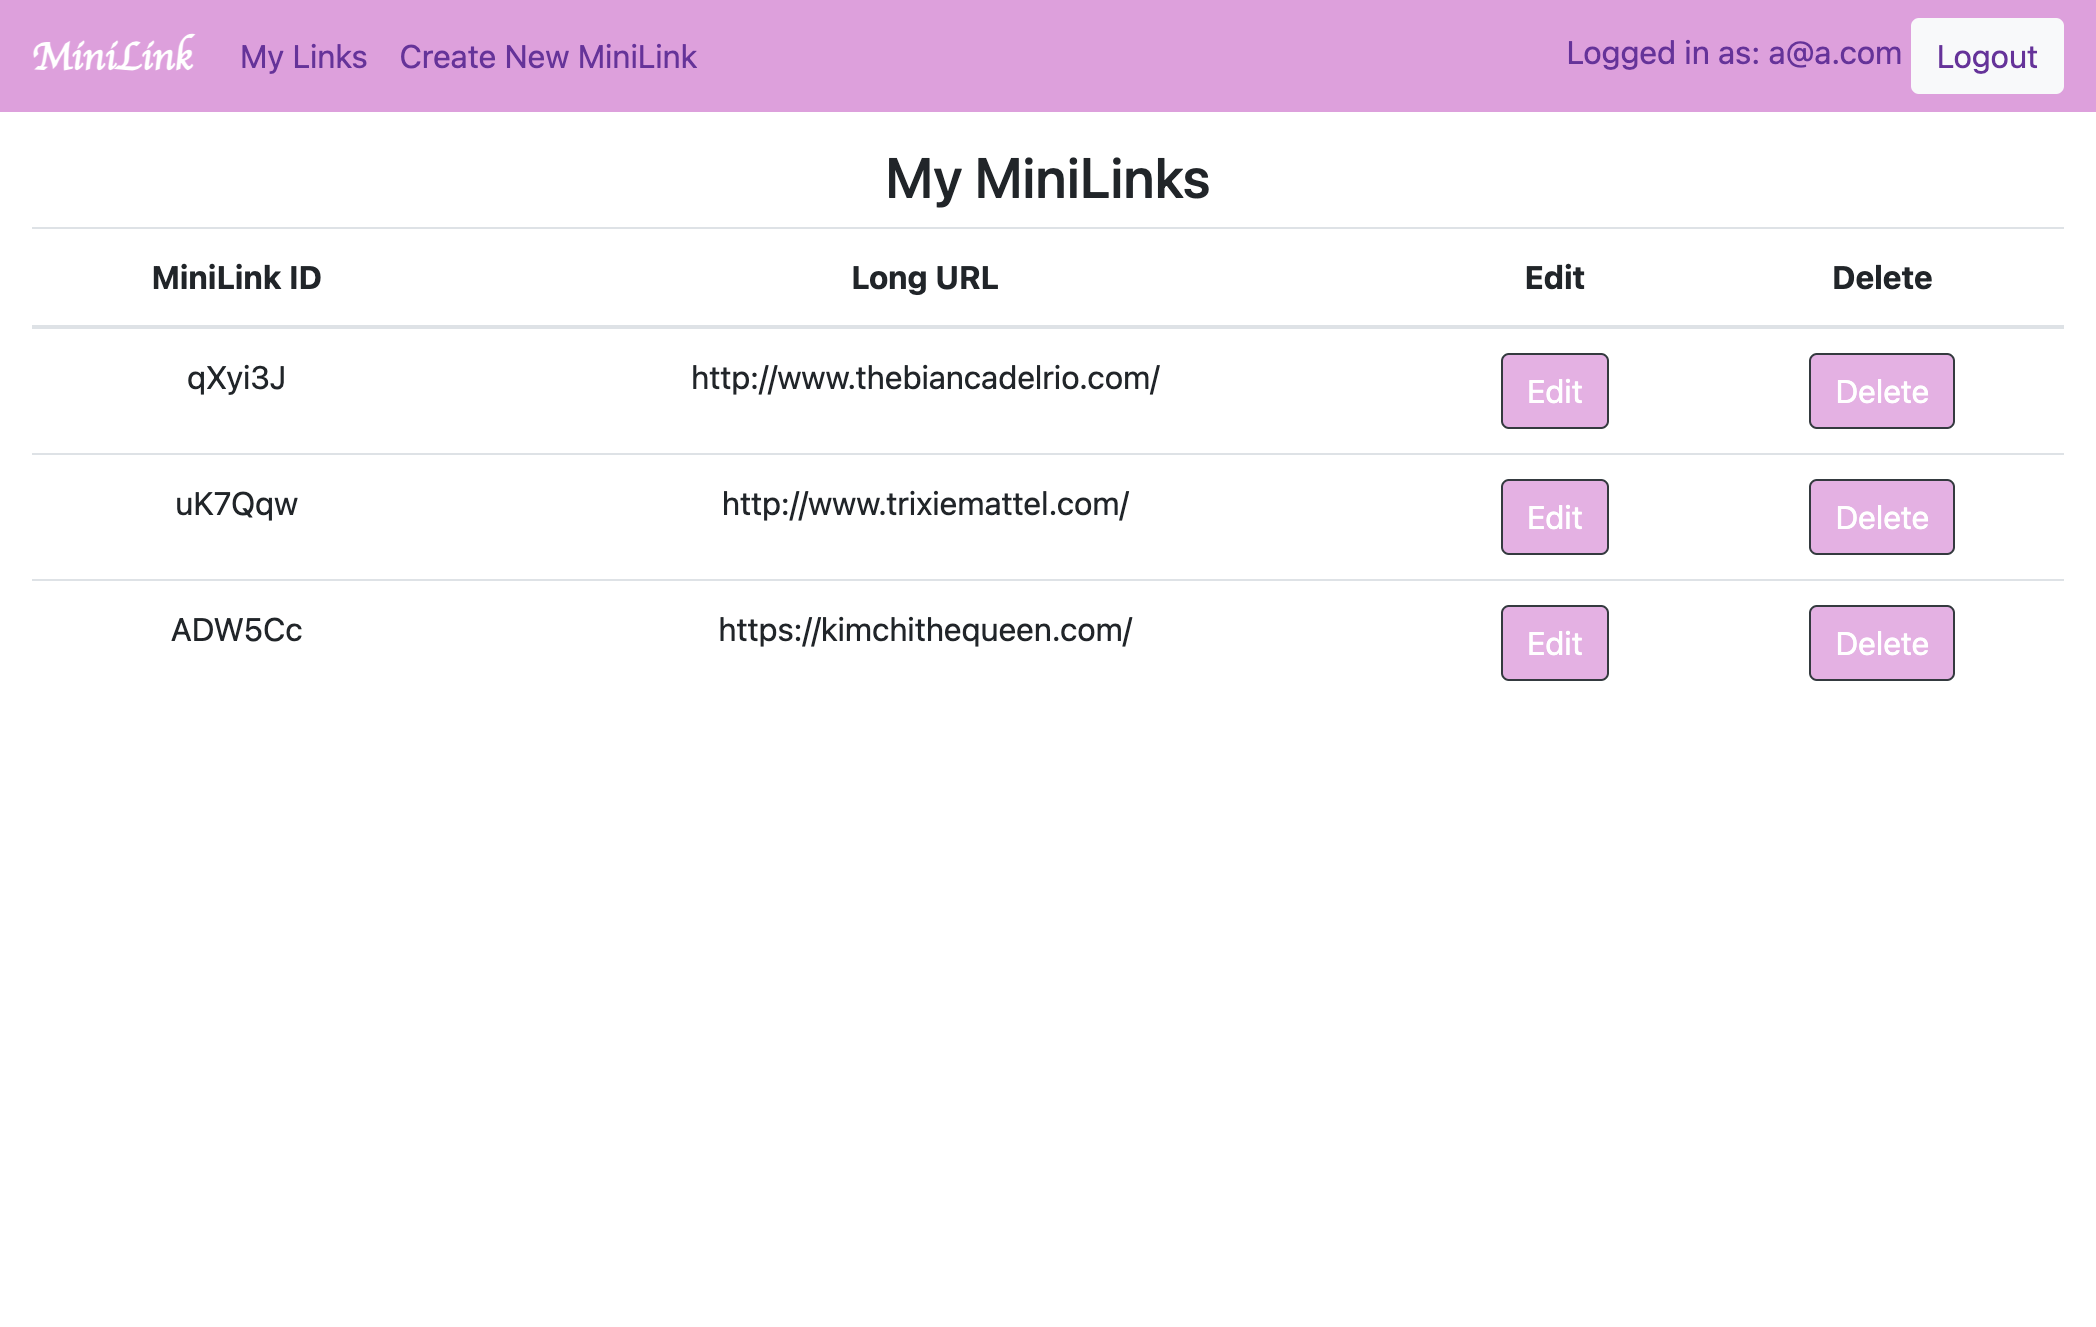 MiniLink My Links Create New MiniLink Logged in as: a@a.com Logout
My MiniLinks
MiniLink ID Long URL Edit Delete
qXyi3J http://www.thebiancadelrio.com/ Edit Delete
uK7Qqw http://www.trixiemattel.com/ Edit Delete
ADW5Cc https://kimchithequeen.com/ Edit Delete